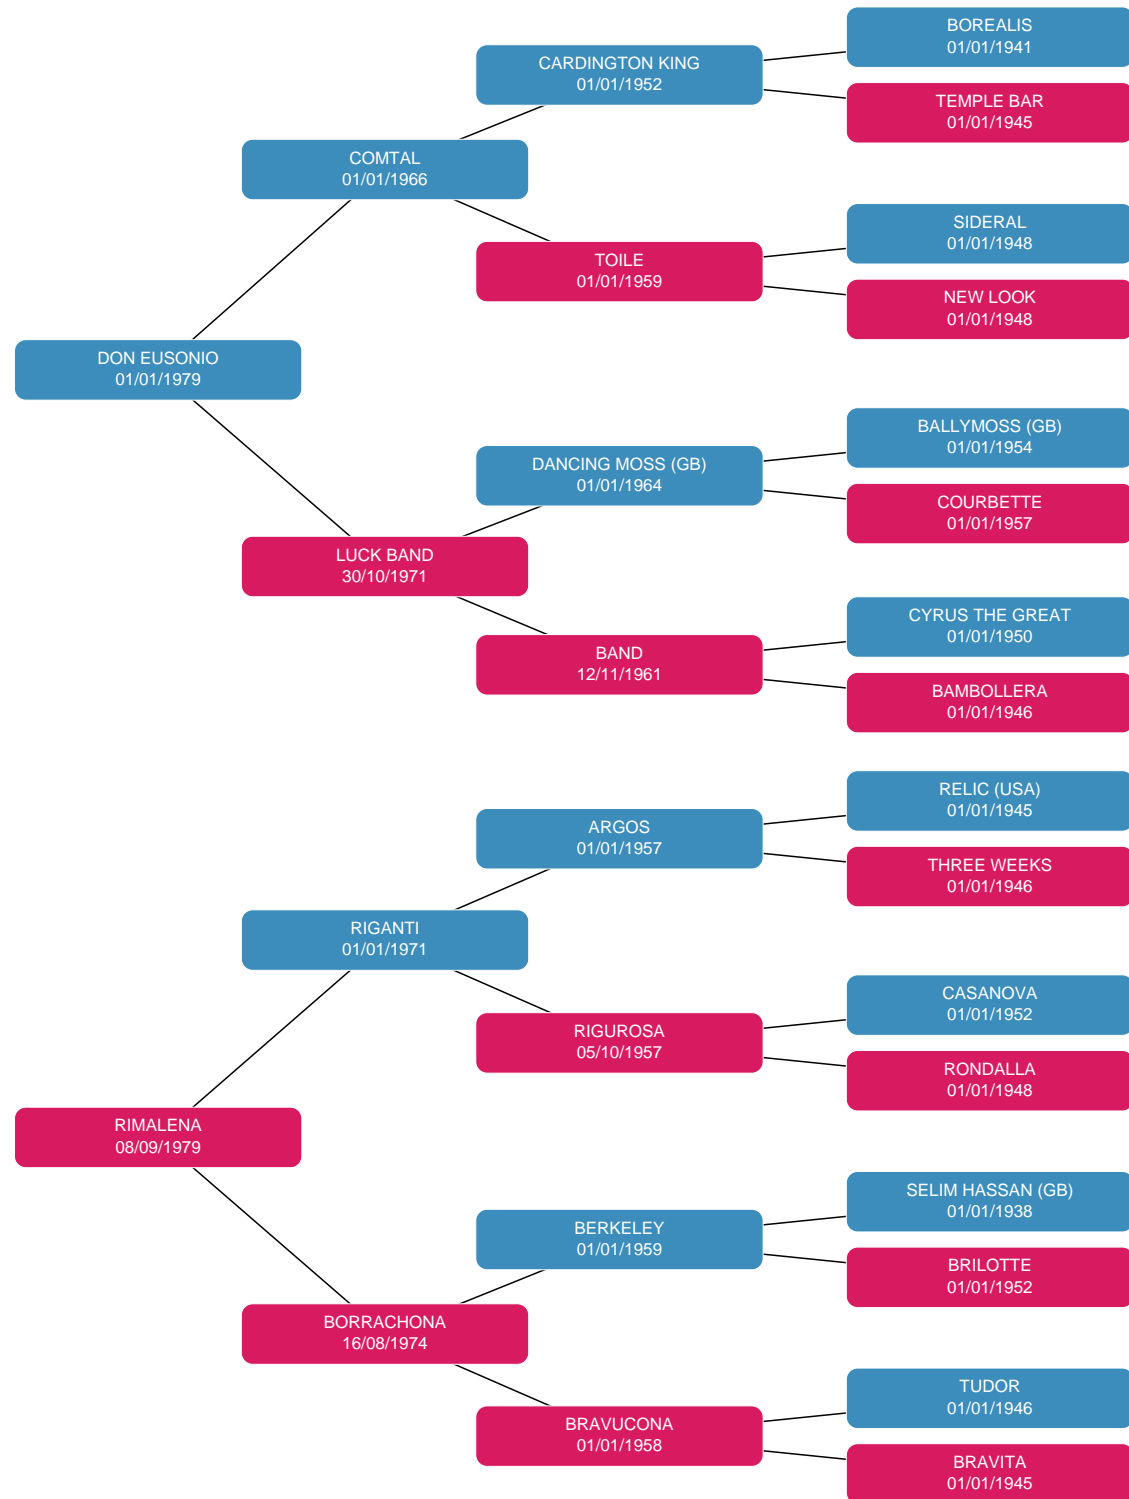 BOREALIS
01/01/1941
CARDINGTON KING
01/01/1952
TEMPLE BAR
01/01/1945
COMTAL
01/01/1966
SIDERAL
01/01/1948
TOILE
01/01/1959
NEW LOOK
01/01/1948
DON EUSONIO
01/01/1979
BALLYMOSS (GB)
01/01/1954
DANCING MOSS (GB)
01/01/1964
COURBETTE
01/01/1957
LUCK BAND
30/10/1971
CYRUS THE GREAT
01/01/1950
BAND
12/11/1961
BAMBOLLERA
01/01/1946
RELIC (USA)
01/01/1945
ARGOS
01/01/1957
THREE WEEKS
01/01/1946
RIGANTI
01/01/1971
CASANOVA
01/01/1952
RIGUROSA
05/10/1957
RONDALLA
01/01/1948
RIMALENA
08/09/1979
SELIM HASSAN (GB)
01/01/1938
BERKELEY
01/01/1959
BRILOTTE
01/01/1952
BORRACHONA
16/08/1974
TUDOR
01/01/1946
BRAVUCONA
01/01/1958
BRAVITA
01/01/1945